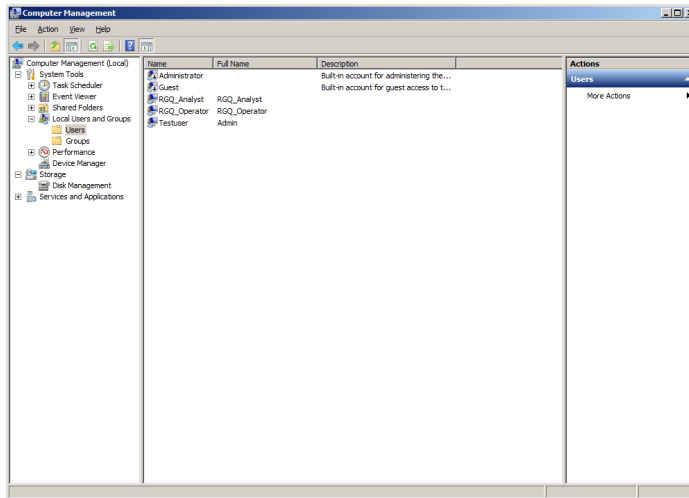 Computer Management
File Action View Help
Computer Management (Local)
System Tools
Task Scheduler
Event Viewer
Shared Folders
Local Users and Groups
Users
Groups
Performance
Device Manager
Storage
Disk Management
Services and Applications
Name Full Name Description
Administrator Built-in account for administering the...
Guest Built-in account for guest access to t...
RGQ_Analyst RGQ_Analyst
RGQ_Operator RGQ_Operator
Testuser Admin
Actions
Users
More Actions